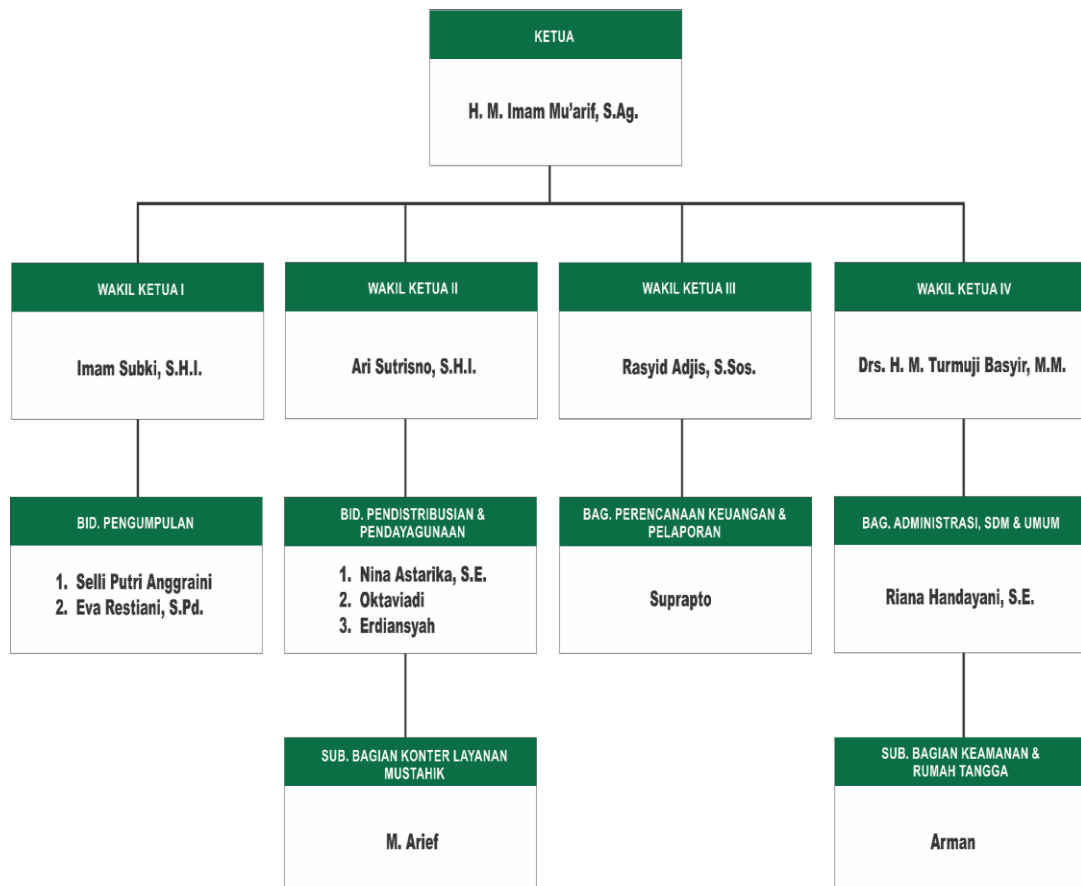 KETUA
H. M. Imam Mu’arif, S.Ag.
WAKIL KETUA I
Imam Subki, S.H.I.
WAKIL KETUA II
Ari Sutrisno, S.H.I.
WAKIL KETUA III
Rasyid Adjis, S.Sos.
WAKIL KETUA IV
Drs. H. M. Turmuji Basyir, M.M.
BID. PENGUMPULAN
1. Selli Putri Anggraini
2. Eva Restiani, S.Pd.
BID. PENDISTRIBUSIAN &
PENDAYAGUNAAN
1. Nina Astarika, S.E.
2. Oktaviadi
3. Erdiansyah
BAG. PERENCANAAN KEUANGAN &
PELAPORAN
Suprapto
BAG. ADMINISTRASI, SDM & UMUM
Riana Handayani, S.E.
SUB. BAGIAN KONTER LAYANAN
MUSTAHIK
M. Arief
SUB. BAGIAN KEAMANAN &
RUMAH TANGGA
Arman